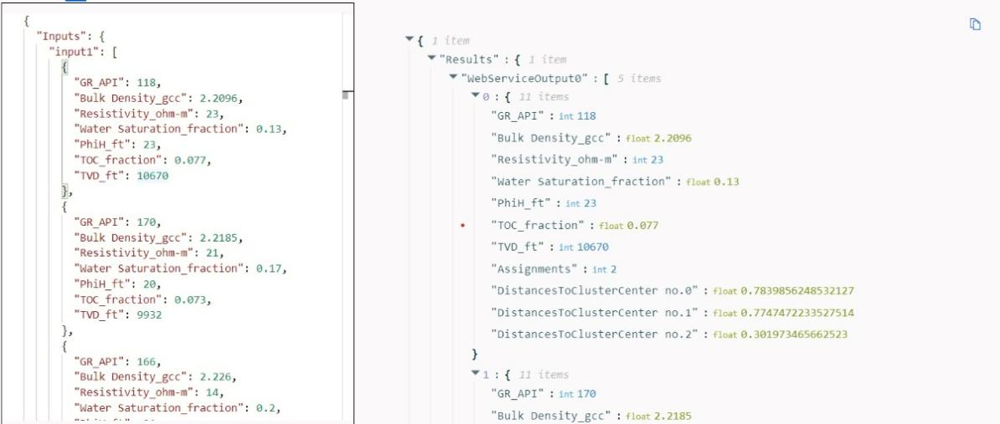 {
"Inputs": {
"input1": [
{
"GR_API": 118,
"Bulk Density_gcc": 2.2096,
"Resistivity_ohm-m": 23,
"Water Saturation_fraction": 0.13,
"PhiH_ft": 23,
"TOC_fraction": 0.077,
"TVD_ft": 10670
},
{
"GR_API": 170,
"Bulk Density_gcc": 2.2185,
"Resistivity_ohm-m": 21,
"Water Saturation_fraction": 0.17,
"PhiH_ft": 20,
"TOC_fraction": 0.073,
"TVD_ft": 9932
},
{
"GR_API": 166,
"Bulk Density_gcc": 2.226,
"Resistivity_ohm-m": 14,
"Water Saturation_fraction": 0.2,
{ 1 item
"Results" : { 1 item
"WebServiceOutput0" : [ 5 items
0 : { 11 items
"GR_API" : int 118
"Bulk Density_gcc" : float 2.2096
"Resistivity_ohm-m" : int 23
"Water Saturation_fraction" : float 0.13
"PhiH_ft" : int 23
"TOC_fraction" : float 0.077
"TVD_ft" : int 10670
"Assignments" : int 2
"DistancesToClusterCenter no.0" : float 0.7839856248532127
"DistancesToClusterCenter no.1" : float 0.7747472233527514
"DistancesToClusterCenter no.2" : float 0.301973465662523
}
1 : { 11 items
"GR_API" : int 170
"Bulk Density_gcc" : float 2.2185